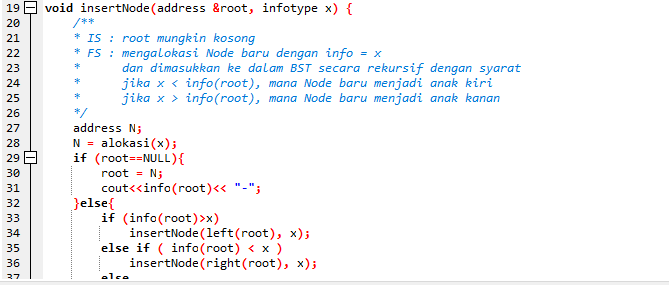 19 void insertNode(address &root, infotype x) {
20 /**
21 * IS : root mungkin kosong
22 * FS : mengalokasi Node baru dengan info = x
23 * dan dimasukkan ke dalam BST secara rekursif dengan syarat
24 * jika x < info(root), mana Node baru menjadi anak kiri
25 * jika x > info(root), mana Node baru menjadi anak kanan
26 */
27 address N;
28 N = alokasi(x);
29 if (root==NULL){
30 root = N;
31 cout<<info(root)<< "-";
32 }else{
33 if (info(root)>x)
34 insertNode(left(root), x);
35 else if ( info(root) < x )
36 insertNode(right(root), x);
37 else